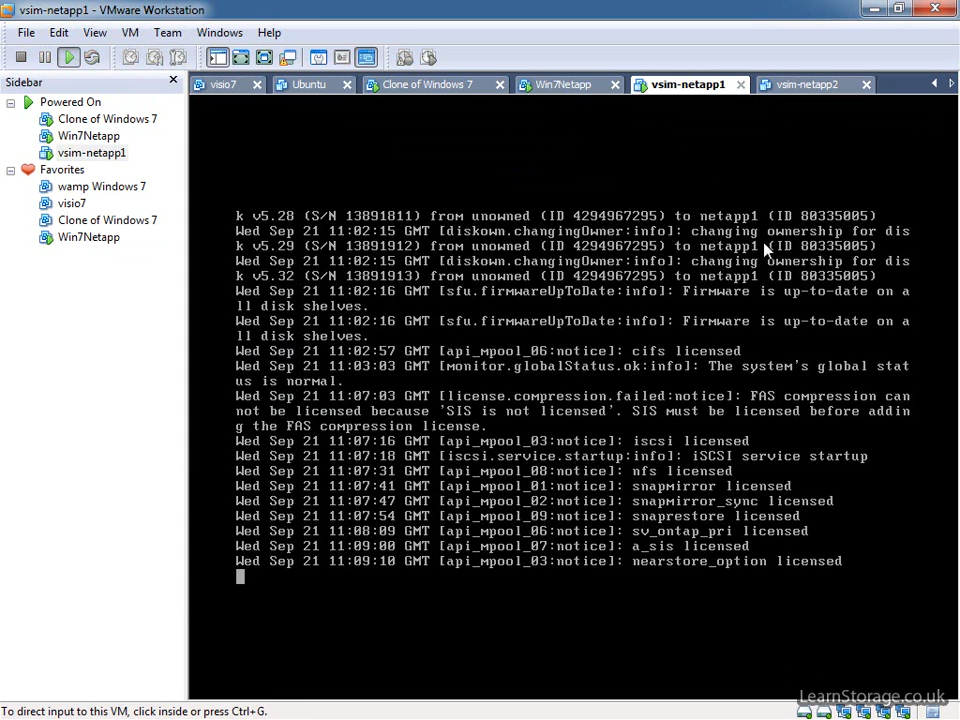 vsim-netapp1 - VMware Workstation
File Edit View VM Team Windows Help
Sidebar
visio7 Ubuntu Clone of Windows 7 Win7Netapp vsim-netapp1 vsim-netapp2
Powered On
Clone of Windows 7
Win7Netapp
vsim-netapp1
Favorites
wamp Windows 7
visio7
Clone of Windows 7
Win7Netapp
k v5.28 (S/N 13891811) from unowned (ID 4294967295) to netapp1 (ID 80335005)
Wed Sep 21 11:02:15 GMT [diskown.changingOwner:info]: changing ownership for dis
k v5.29 (S/N 13891912) from unowned (ID 4294967295) to netapp1 (ID 80335005)
Wed Sep 21 11:02:15 GMT [diskown.changingOwner:info]: changing ownership for dis
k v5.32 (S/N 13891913) from unowned (ID 4294967295) to netapp1 (ID 80335005)
Wed Sep 21 11:02:16 GMT [sfu.firmwareUpToDate:info]: Firmware is up-to-date on a
ll disk shelves.
Wed Sep 21 11:02:16 GMT [sfu.firmwareUpToDate:info]: Firmware is up-to-date on a
ll disk shelves.
Wed Sep 21 11:02:57 GMT [api_mpool_06:notice]: cifs licensed
Wed Sep 21 11:03:03 GMT [monitor.globalStatus.ok:info]: The system's global stat
us is normal.
Wed Sep 21 11:07:03 GMT [license.compression.failed:notice]: FAS compression can
not be licensed because 'SIS is not licensed'. SIS must be licensed before addin
g the FAS compression license.
Wed Sep 21 11:07:16 GMT [api_mpool_03:notice]: iscsi licensed
Wed Sep 21 11:07:18 GMT [iscsi.service.startup:info]: iSCSI service startup
Wed Sep 21 11:07:31 GMT [api_mpool_08:notice]: nfs licensed
Wed Sep 21 11:07:41 GMT [api_mpool_01:notice]: snapmirror licensed
Wed Sep 21 11:07:47 GMT [api_mpool_02:notice]: snapmirror_sync licensed
Wed Sep 21 11:07:54 GMT [api_mpool_09:notice]: snaprestore licensed
Wed Sep 21 11:08:09 GMT [api_mpool_06:notice]: sv_ontap_pri licensed
Wed Sep 21 11:09:00 GMT [api_mpool_07:notice]: a_sis licensed
Wed Sep 21 11:09:10 GMT [api_mpool_03:notice]: nearstore_option licensed
LearnStorage.co.uk
To direct input to this VM, click inside or press Ctrl+G.